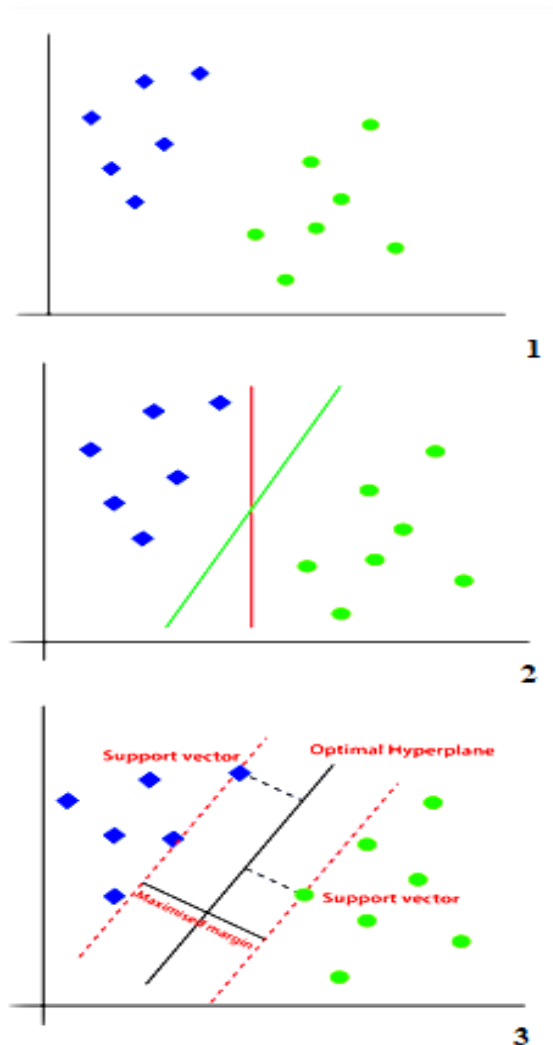 1
2
Support vector
Optimal Hyperplane
Support vector
Maximised margin
3